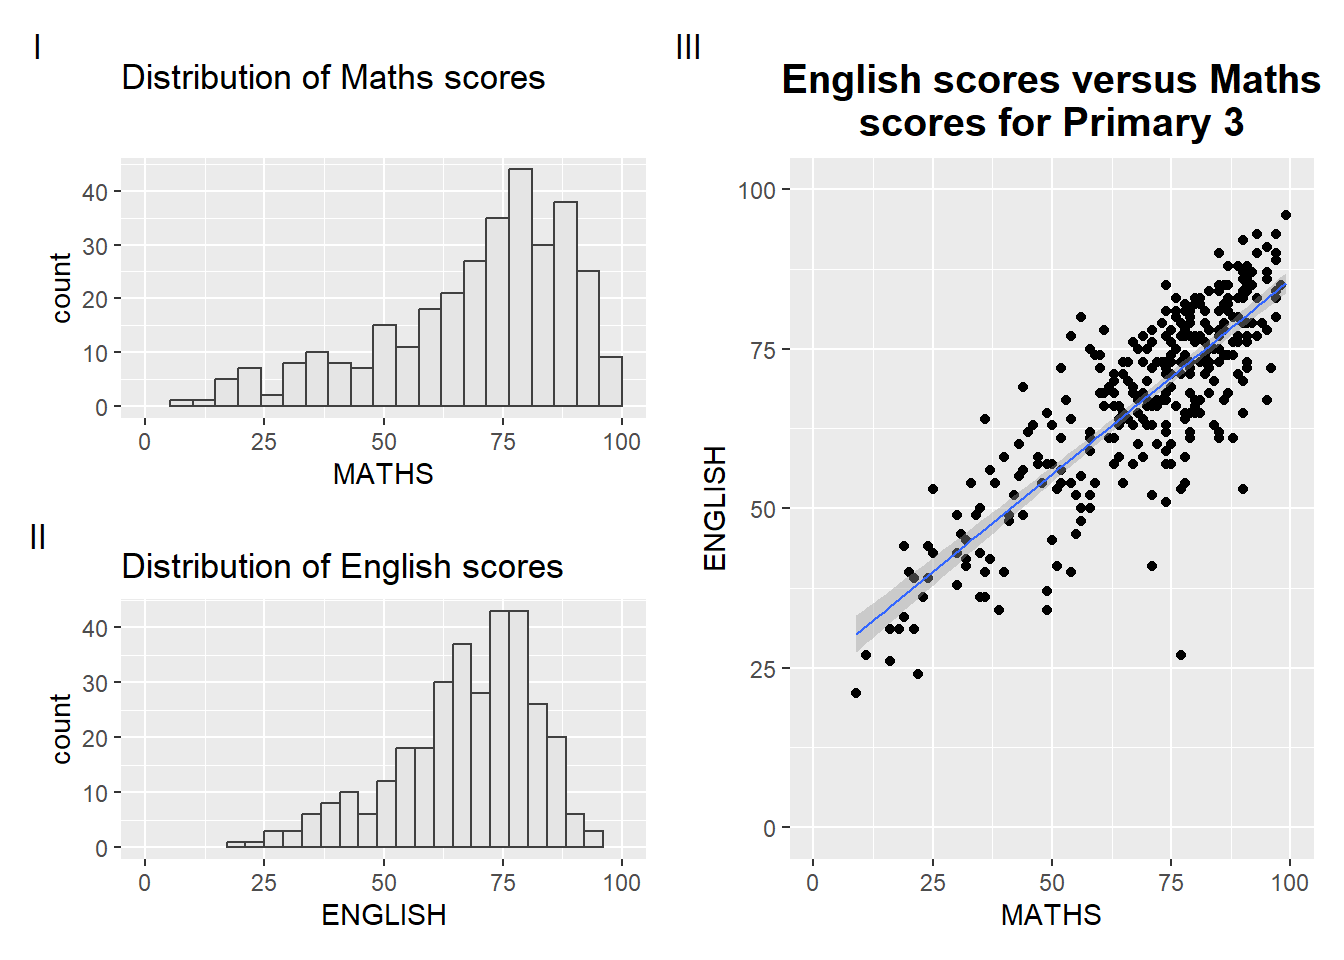 I
Distribution of Maths scores
40
30
20
10
0
count
0 25 50 75 100
MATHS
II
Distribution of English scores
40
30
20
10
0
count
0 25 50 75 100
ENGLISH
III
English scores versus Maths
scores for Primary 3
100
75
50
25
0
ENGLISH
0 25 50 75 100
MATHS